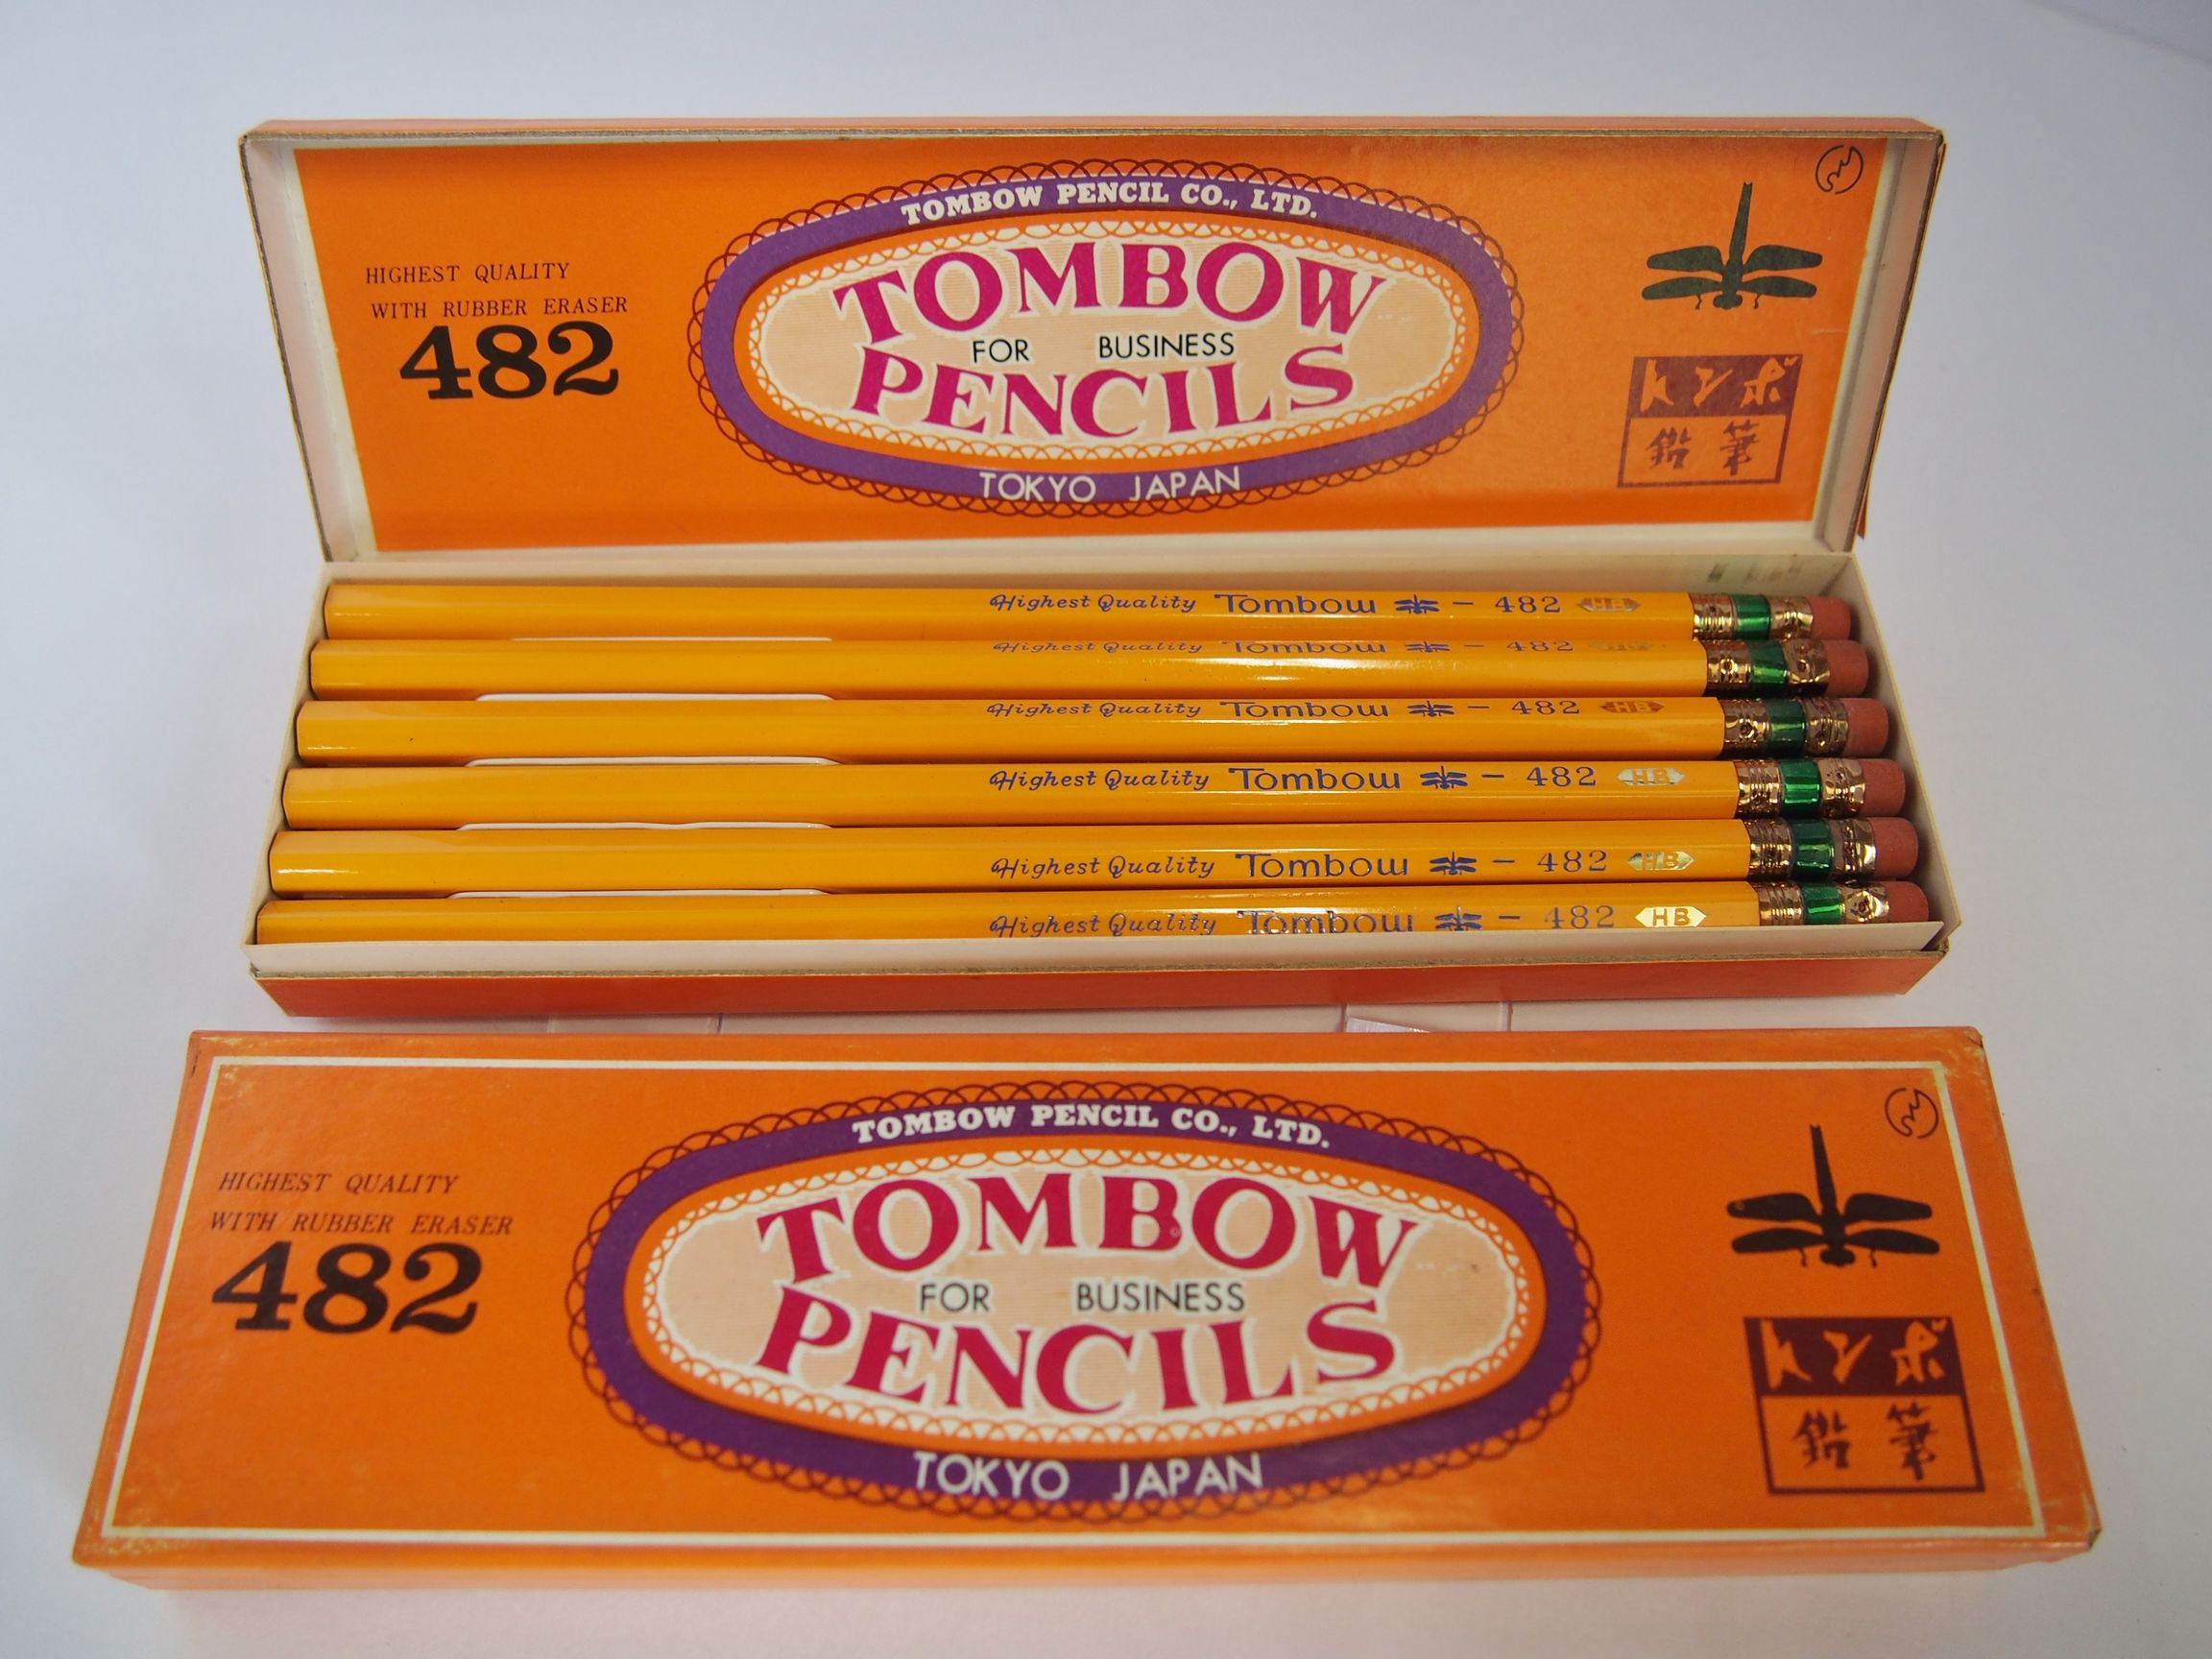 TOMBOW PENCIL CO., LTD.
HIGHEST QUALITY
WITH RUBBER ERASER
482
TOMBOW
FOR BUSINESS
PENCILS
TOKYO JAPAN
トンボ
鉛筆
Highest Quality Tombow - 482 HB
Highest Quality Tombow - 482 HB
Highest Quality Tombow - 482 HB
Highest Quality Tombow - 482 HB
Highest Quality Tombow - 482 HB
Highest Quality Tombow - 482 HB
TOMBOW PENCIL CO., LTD.
HIGHEST QUALITY
WITH RUBBER ERASER
482
TOMBOW
FOR BUSINESS
PENCILS
TOKYO JAPAN
トンボ
鉛筆